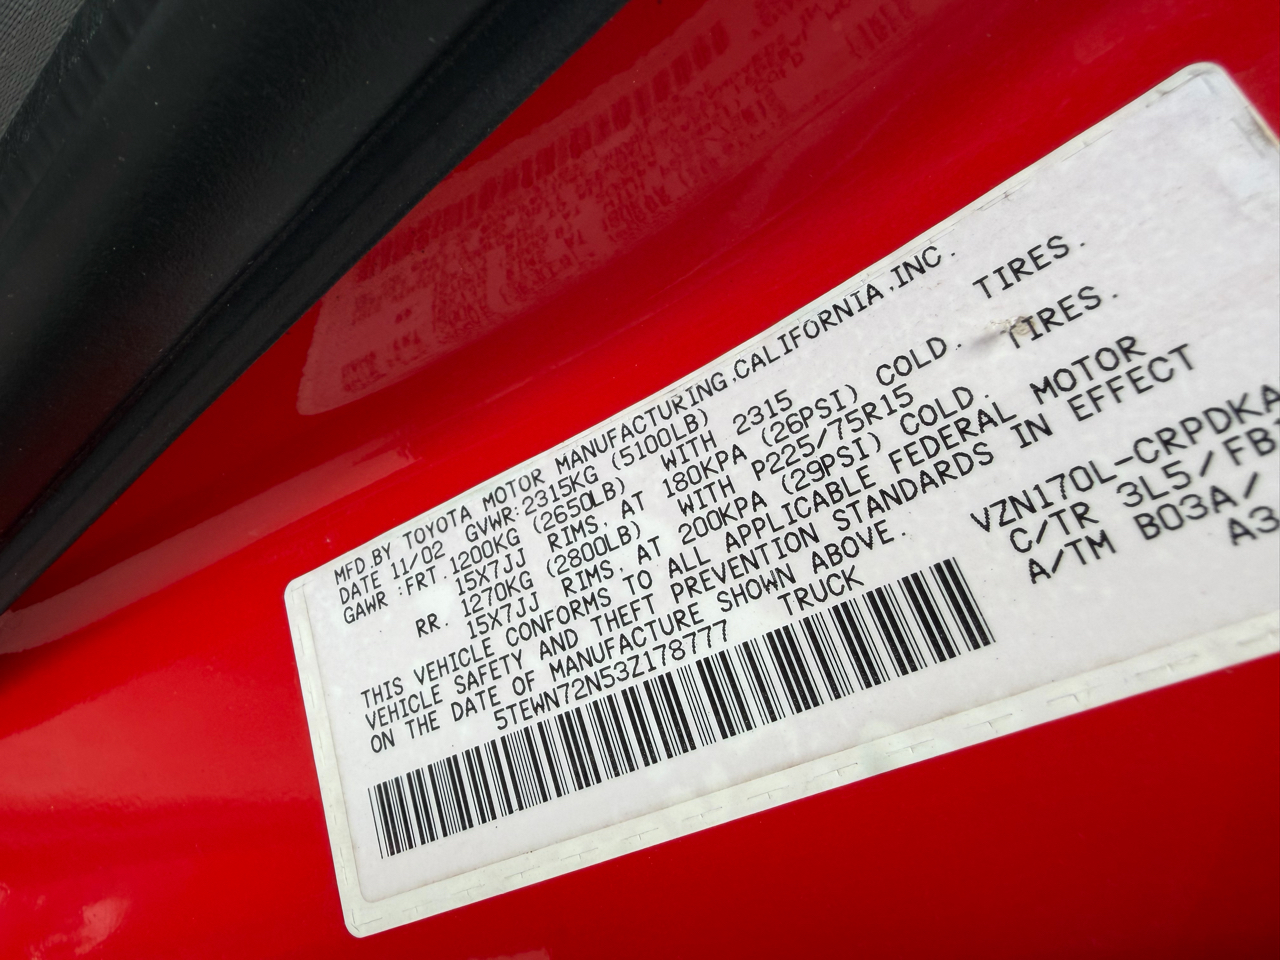 MFD.BY TOYOTA MOTOR MANUFACTURING,CALIFORNIA,INC.
DATE 11/02 GVWR:2315KG (5100LB)
GAWR :FRT.1200KG (2650LB) WITH 2315 TIRES.
15X7JJ RIMS, AT 180KPA (26PSI) COLD.
RR. 1270KG (2800LB) WITH P225/75R15 TIRES.
15X7JJ RIMS, AT 200KPA (29PSI) COLD.
THIS VEHICLE CONFORMS TO ALL APPLICABLE FEDERAL MOTOR
VEHICLE SAFETY AND THEFT PREVENTION STANDARDS IN EFFECT
ON THE DATE OF MANUFACTURE SHOWN ABOVE.
5TEWN72N53Z178777 TRUCK
VZN170L-CRPDKA
C/TR 3L5/FB
A/TM B03A/
A3